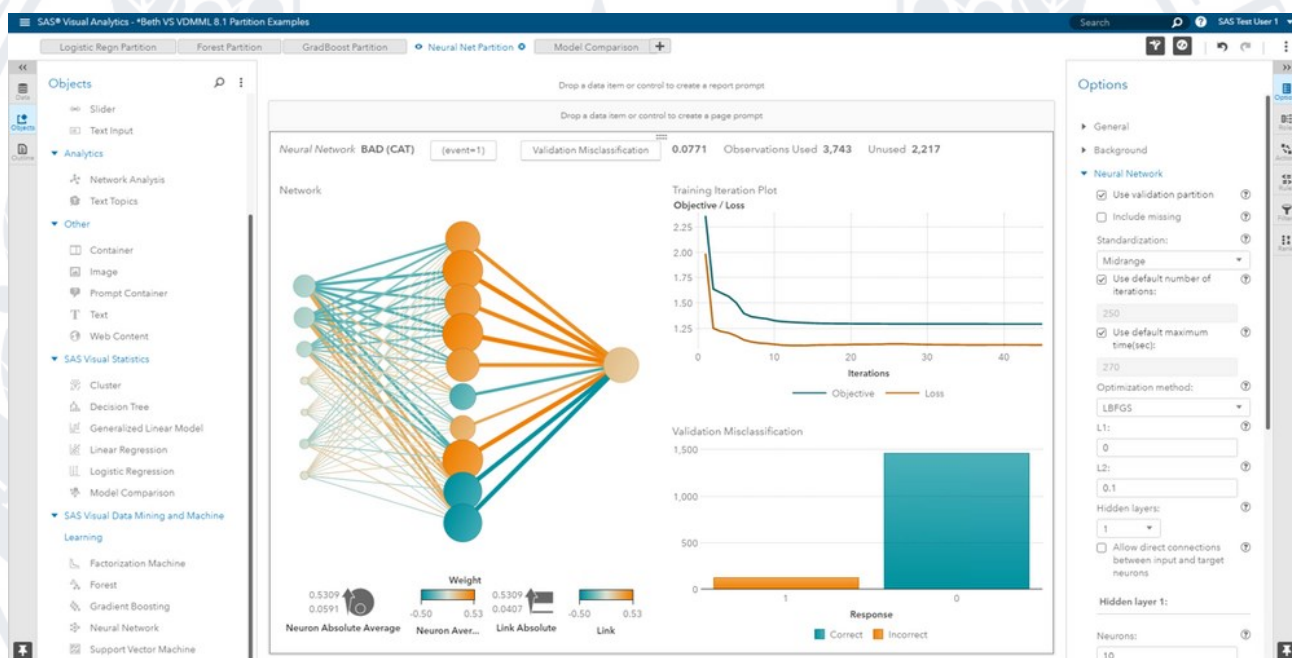 SAS® Visual Analytics - *Beth VS VDMML 8.1 Partition Examples
Search
SAS Test User 1
Logistic Regn Partition
Forest Partition
GradBoost Partition
Neural Net Partition
Model Comparison
Data
Objects
Outline
Objects
Slider
Text Input
Analytics
Network Analysis
Text Topics
Other
Container
Image
Prompt Container
Text
Web Content
SAS Visual Statistics
Cluster
Decision Tree
Generalized Linear Model
Linear Regression
Logistic Regression
Model Comparison
SAS Visual Data Mining and Machine
Learning
Factorization Machine
Forest
Gradient Boosting
Neural Network
Support Vector Machine
Drop a data item or control to create a report prompt
Drop a data item or control to create a page prompt
Neural Network BAD (CAT) (event=1) Validation Misclassification 0.0771 Observations Used 3,743 Unused 2,217
Network
0.5309
0.0591
Neuron Absolute Average
Weight
-0.50 0.53
Neuron Aver...
0.5309
0.0407
Link Absolute
-0.50 0.53
Link
Training Iteration Plot
Objective / Loss
2.25
2.00
1.75
1.50
1.25
0 10 20 30 40
Iterations
Objective Loss
Validation Misclassification
1,500
1,000
500
0
1 0
Response
Correct Incorrect
Options
General
Background
Neural Network
Use validation partition
Include missing
Standardization:
Midrange
Use default number of
iterations:
250
Use default maximum
time(sec):
270
Optimization method:
LBFGS
L1:
0
L2:
0.1
Hidden layers:
1
Allow direct connections
between input and target
neurons
Hidden layer 1:
Neurons:
10